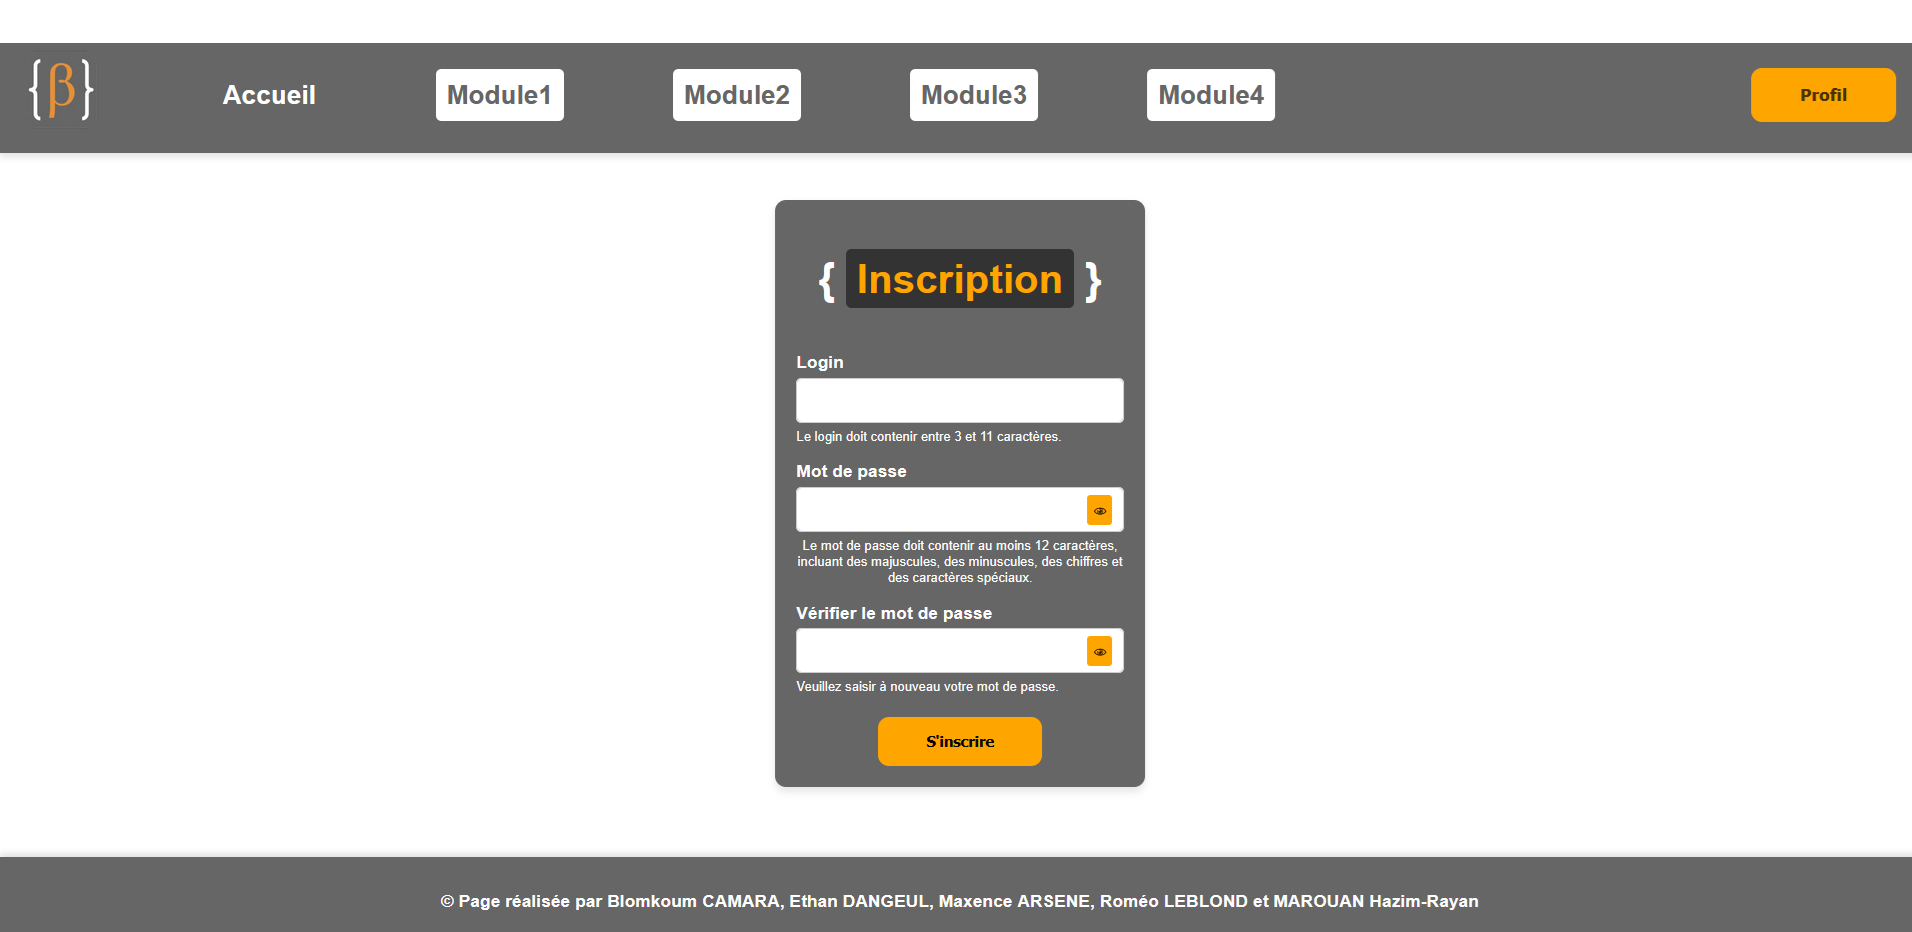 {β}
Accueil
Module1
Module2
Module3
Module4
Profil
{ Inscription }
Login
Le login doit contenir entre 3 et 11 caractères.
Mot de passe
Le mot de passe doit contenir au moins 12 caractères,
incluant des majuscules, des minuscules, des chiffres et
des caractères spéciaux.
Vérifier le mot de passe
Veuillez saisir à nouveau votre mot de passe.
S'inscrire
© Page réalisée par Blomkoum CAMARA, Ethan DANGEUL, Maxence ARSENE, Roméo LEBLOND et MAROUAN Hazim-Rayan